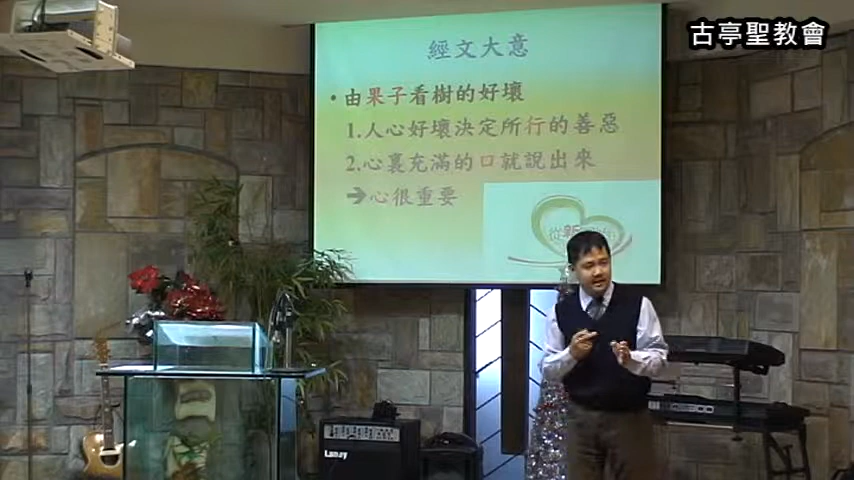 古亭聖教會
經文大意
• 由果子看樹的好壞
1.人心好壞決定所行的善惡
2.心裏充滿的口就說出來
➔心很重要
Laney